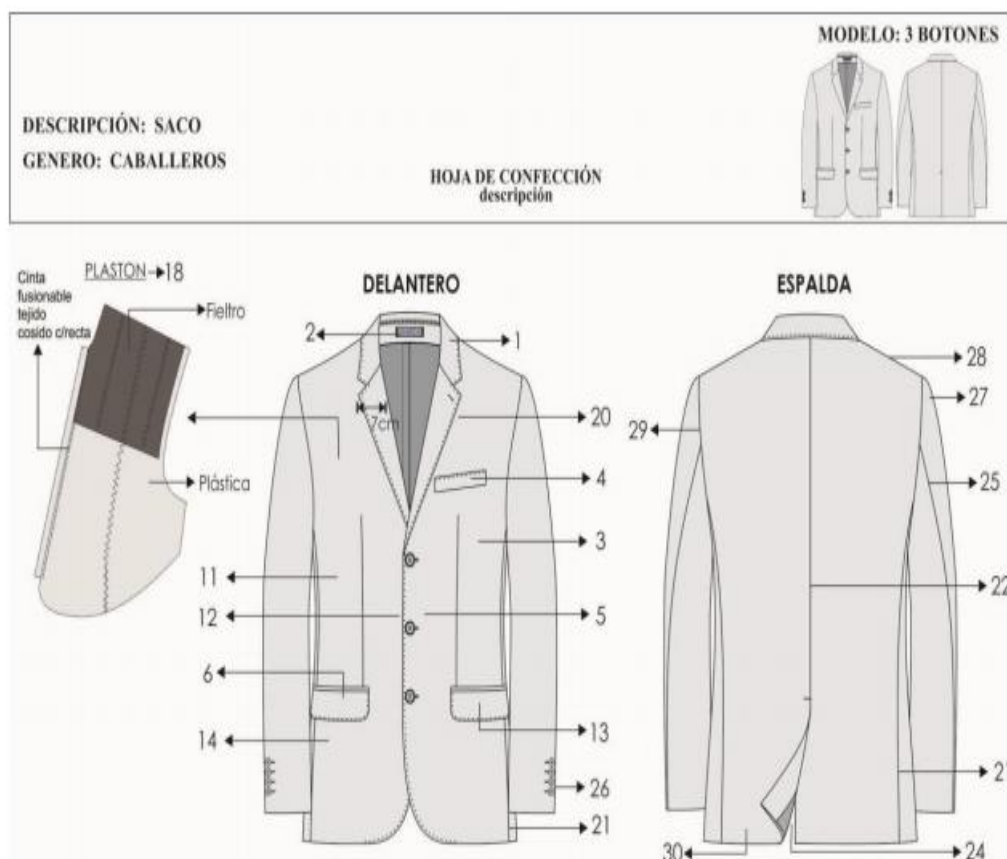 MODELO: 3 BOTONES
DESCRIPCIÓN: SACO
GENERO: CABALLEROS
HOJA DE CONFECCIÓN
descripción
Cinta
fusionable
tejido
cosido c/recta
PLASTON 18
Fieltro
Plástica
DELANTERO
2
1
7cm
20
4
3
11
12
5
6
13
14
26
21
ESPALDA
28
27
29
25
22
30
24